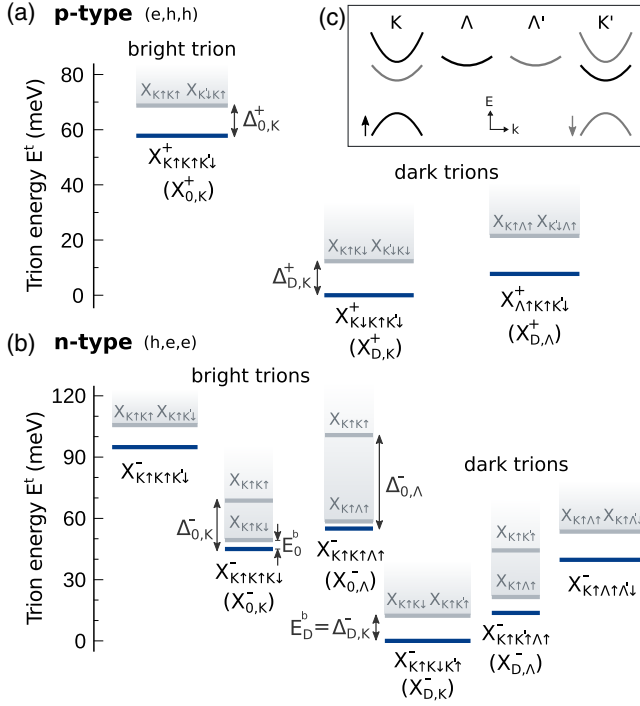 (a) p-type (e,h,h)
bright trion
Trion energy Eᵗ (meV)
80
60
40
20
0
X_K↑K↑ X_K'↓K↑
Δ⁺_0,K
X⁺_K↑K↑K'↓
(X⁺_0,K)
(c)
K Λ Λ' K'
E
k
dark trions
X_K↑K↓ X_K'↓K↓
Δ⁺_D,K
X⁺_K↓K↑K'↓
(X⁺_D,K)
X_K↑Λ↑ X_K'↓Λ↑
X⁺_Λ↑K↑K'↓
(X⁺_D,Λ)
(b) n-type (h,e,e)
bright trions
Trion energy Eᵗ (meV)
120
90
60
30
0
X_K↑K↑ X_K↑K'↓
X⁻_K↑K↑K'↓
X_K↑K↑
X_K↑K↓
Δ⁻_0,K
E^b_0
X⁻_K↑K↑K↓
(X⁻_0,K)
X_K↑K↑
X_K↑Λ↑
Δ⁻_0,Λ
X⁻_K↑K↑Λ↑
(X⁻_0,Λ)
dark trions
X_K↑K↓ X_K↑K'↑
E^b_D = Δ⁻_D,K
X⁻_K↑K↓K'↑
(X⁻_D,K)
X_K↑K'↑
X_K↑Λ↑
X⁻_K↑K'↑Λ↑
(X⁻_D,Λ)
X_K↑Λ↑ X_K↑Λ'↓
X⁻_K↑Λ↑Λ'↓